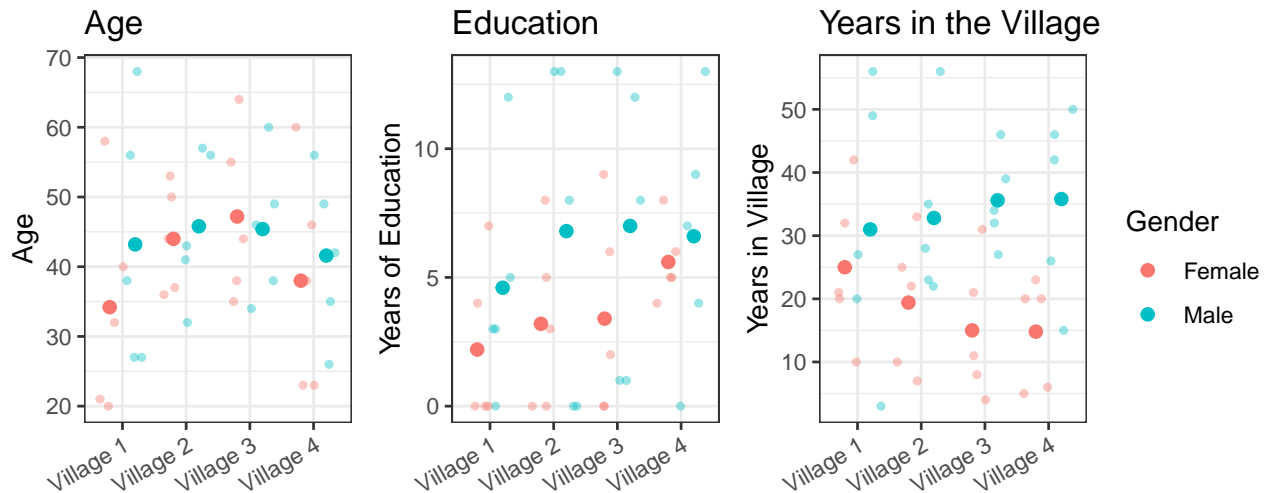 Age
Education
Years in the Village
Age
70
60
50
40
30
20
Village 1
Village 2
Village 3
Village 4
Years of Education
10
5
0
Village 1
Village 2
Village 3
Village 4
Years in Village
50
40
30
20
10
Village 1
Village 2
Village 3
Village 4
Gender
Female
Male